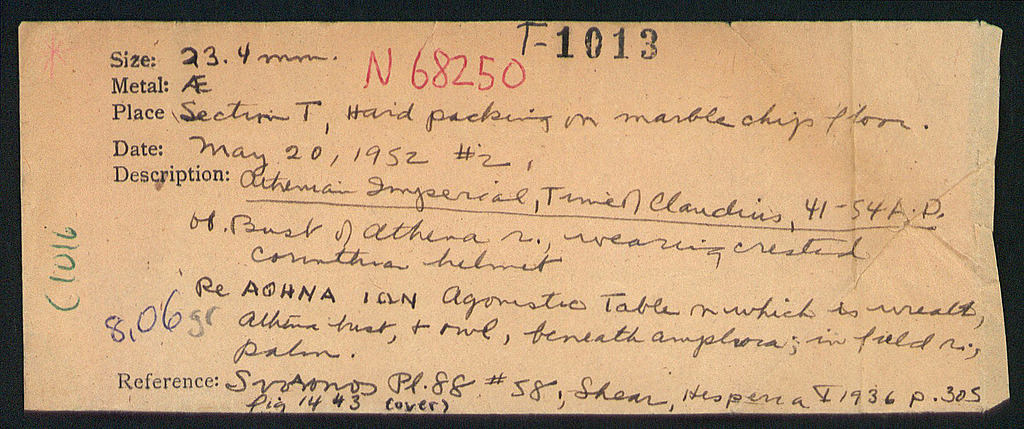 T-1013
Size: 23.4 mm.
N 68250
Metal: Æ
Place Section T, Hard packing on marble chip floor.
Date: May 20, 1952 #2,
Description: Athenian Imperial, Time of Claudius, 41-54 A.D.
ob. Bust of Athena r., wearing crested
Corinthian helmet
Re AΘHNA IΩN Agonistic Table on which is wreath,
Athena bust, + owl, beneath amphora; in field r.,
palm.
8,06 gr
C 1016
Reference: Svoronos Pl. 88 #58, Shear, Hesperia V 1936 p. 305
fig 14 43 (over)